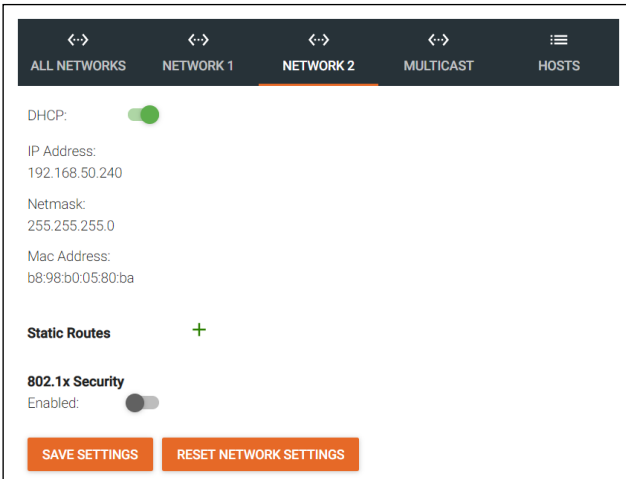 ALL NETWORKS NETWORK 1 NETWORK 2 MULTICAST HOSTS
DHCP:
IP Address:
192.168.50.240
Netmask:
255.255.255.0
Mac Address:
b8:98:b0:05:80:ba
Static Routes +
802.1x Security
Enabled:
SAVE SETTINGS RESET NETWORK SETTINGS